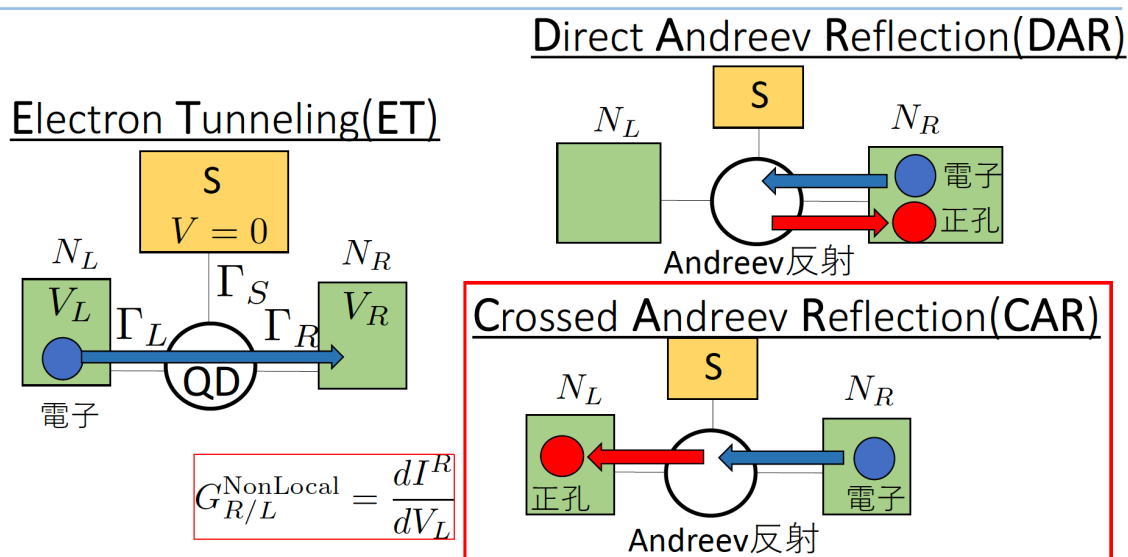 Electron Tunneling(ET)
S
V = 0
N_L
N_R
Γ_S
V_L
V_R
Γ_L
Γ_R
QD
電子
G_{R/L}^{NonLocal} = dI^R / dV_L
Direct Andreev Reflection(DAR)
S
N_L
N_R
電子
正孔
Andreev反射
Crossed Andreev Reflection(CAR)
S
N_L
N_R
正孔
電子
Andreev反射